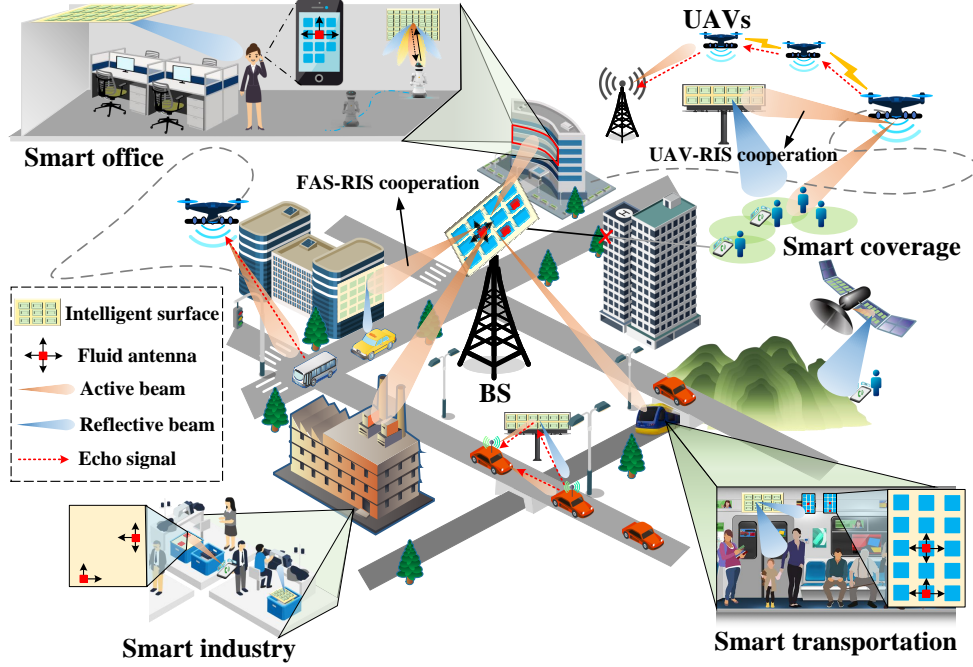 UAVs
Smart office
UAV-RIS cooperation
FAS-RIS cooperation
Smart coverage
H
Intelligent surface
Fluid antenna
Active beam
Reflective beam
Echo signal
BS
Smart industry
Smart transportation